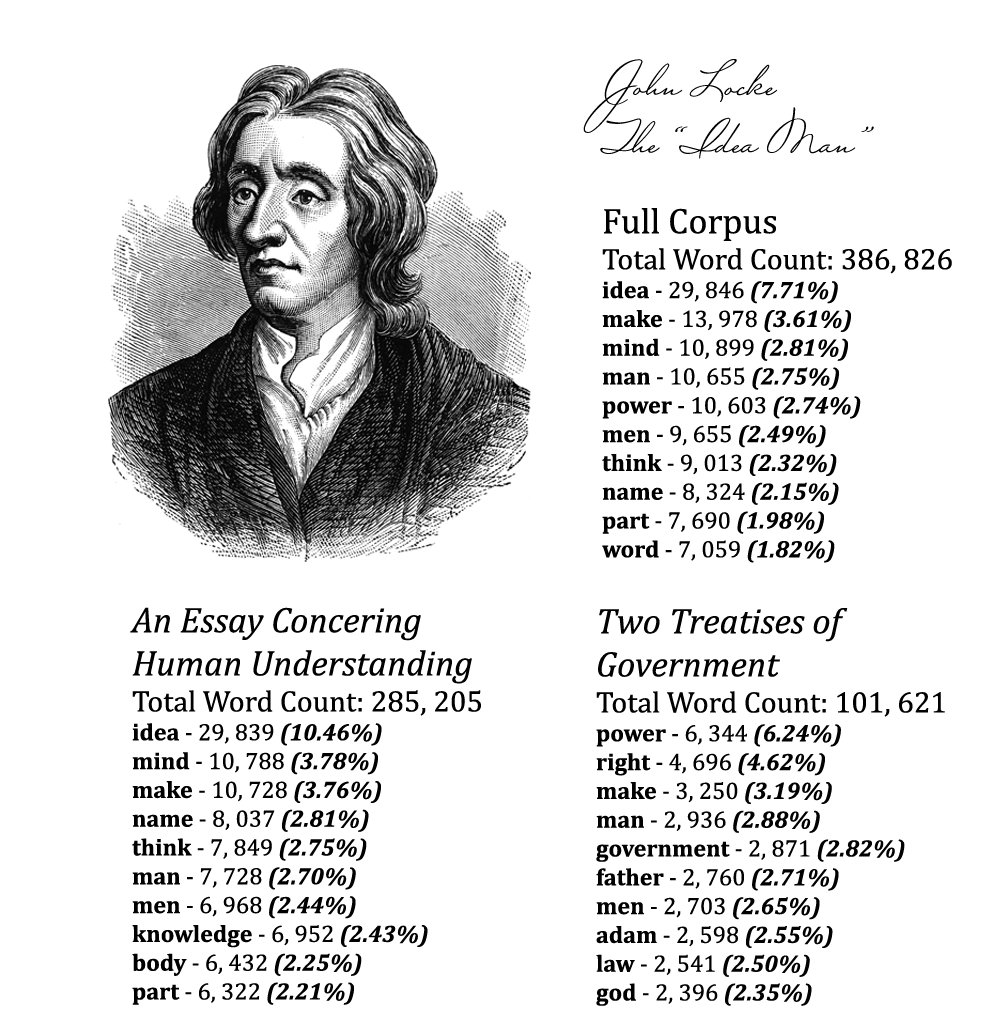 John Locke
The “Idea Man”
Full Corpus
Total Word Count: 386, 826
idea - 29, 846 (7.71%)
make - 13, 978 (3.61%)
mind - 10, 899 (2.81%)
man - 10, 655 (2.75%)
power - 10, 603 (2.74%)
men - 9, 655 (2.49%)
think - 9, 013 (2.32%)
name - 8, 324 (2.15%)
part - 7, 690 (1.98%)
word - 7, 059 (1.82%)
An Essay Concering
Human Understanding
Total Word Count: 285, 205
idea - 29, 839 (10.46%)
mind - 10, 788 (3.78%)
make - 10, 728 (3.76%)
name - 8, 037 (2.81%)
think - 7, 849 (2.75%)
man - 7, 728 (2.70%)
men - 6, 968 (2.44%)
knowledge - 6, 952 (2.43%)
body - 6, 432 (2.25%)
part - 6, 322 (2.21%)
Two Treatises of
Government
Total Word Count: 101, 621
power - 6, 344 (6.24%)
right - 4, 696 (4.62%)
make - 3, 250 (3.19%)
man - 2, 936 (2.88%)
government - 2, 871 (2.82%)
father - 2, 760 (2.71%)
men - 2, 703 (2.65%)
adam - 2, 598 (2.55%)
law - 2, 541 (2.50%)
god - 2, 396 (2.35%)